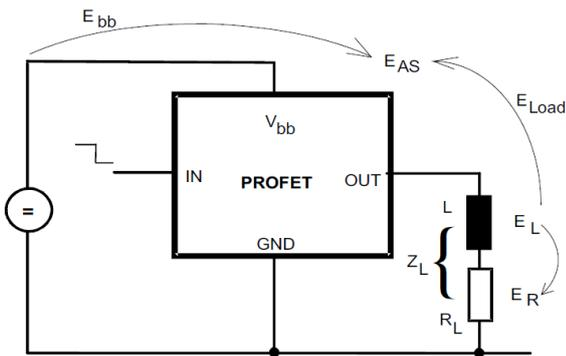 E bb
E AS
E Load
V bb
IN
PROFET
OUT
L
E L
=
GND
Z L
{
E R
R L